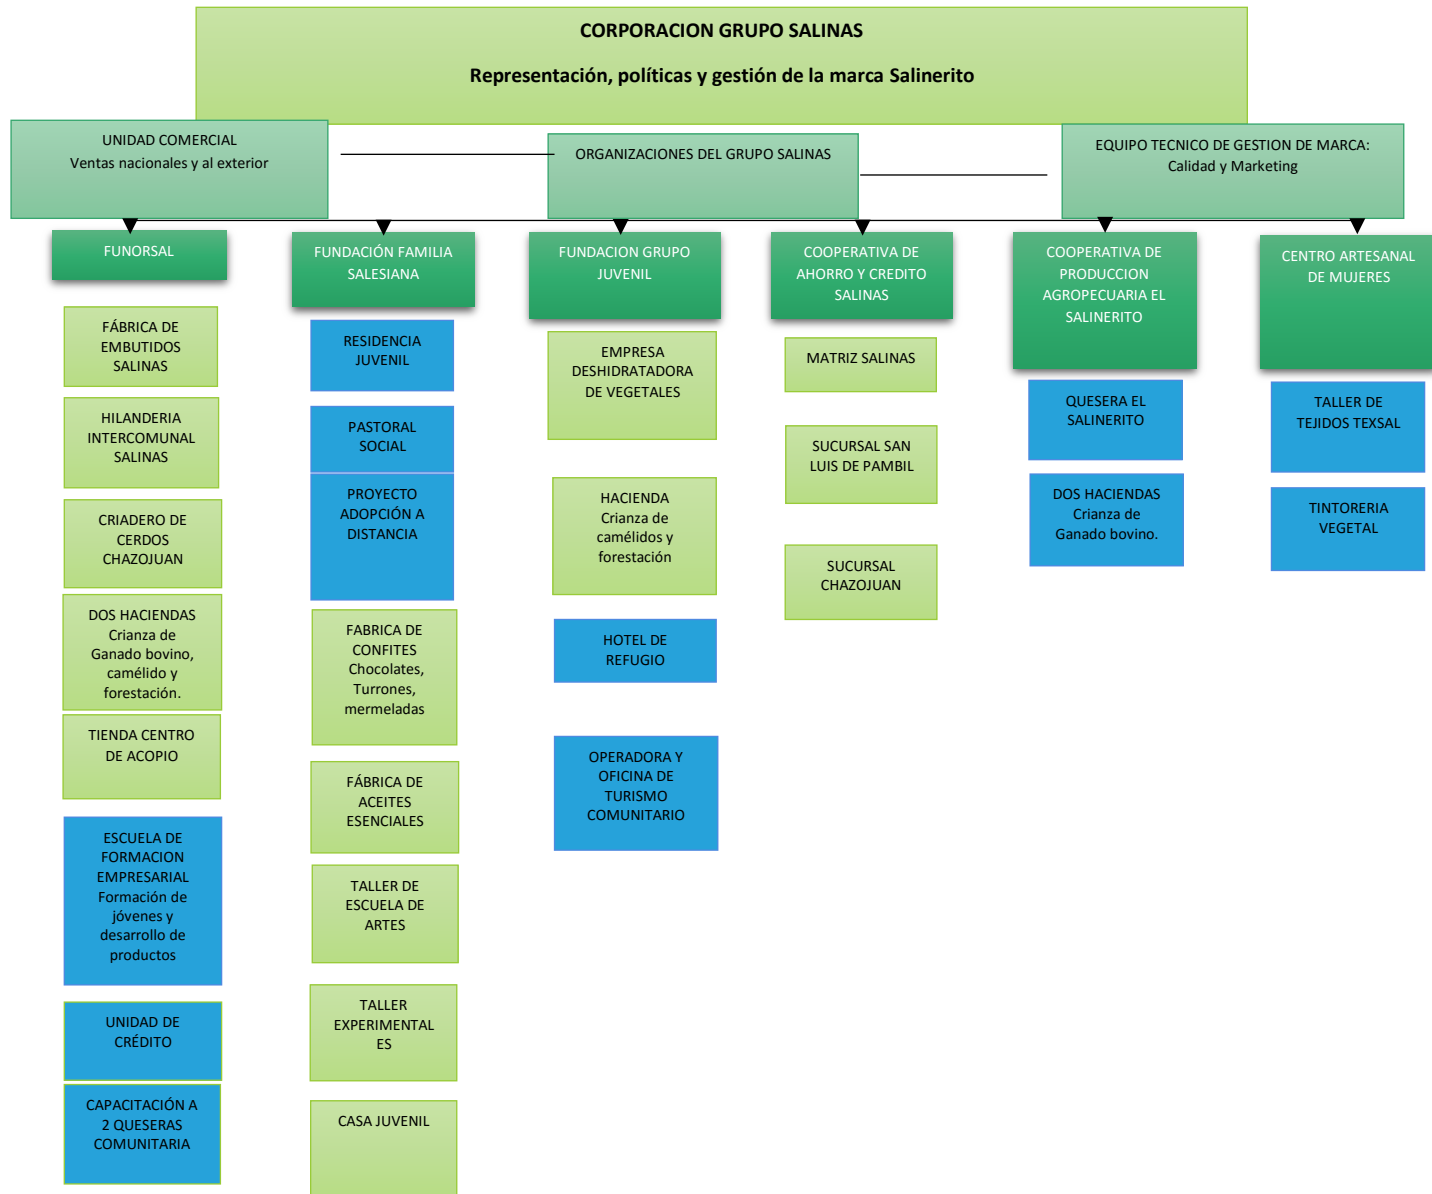 CORPORACION GRUPO SALINAS
Representación, políticas y gestión de la marca Salinerito
UNIDAD COMERCIAL
Ventas nacionales y al exterior
ORGANIZACIONES DEL GRUPO SALINAS
EQUIPO TECNICO DE GESTION DE MARCA:
Calidad y Marketing
FUNORSAL
FÁBRICA DE
EMBUTIDOS
SALINAS
HILANDERIA
INTERCOMUNAL
SALINAS
CRIADERO DE
CERDOS
CHAZOJUAN
DOS HACIENDAS
Crianza de
Ganado bovino,
camélido y
forestación.
TIENDA CENTRO
DE ACOPIO
ESCUELA DE
FORMACION
EMPRESARIAL
Formación de
jóvenes y
desarrollo de
productos
UNIDAD DE
CRÉDITO
CAPACITACIÓN A
2 QUESERAS
COMUNITARIA
FUNDACIÓN FAMILIA
SALESIANA
RESIDENCIA
JUVENIL
PASTORAL
SOCIAL
PROYECTO
ADOPCIÓN A
DISTANCIA
FABRICA DE
CONFITES
Chocolates,
Turrones,
mermeladas
FÁBRICA DE
ACEITES
ESENCIALES
TALLER DE
ESCUELA DE
ARTES
TALLER
EXPERIMENTAL
ES
CASA JUVENIL
FUNDACION GRUPO
JUVENIL
EMPRESA
DESHIDRATADORA
DE VEGETALES
HACIENDA
Crianza de
camélidos y
forestación
HOTEL DE
REFUGIO
OPERADORA Y
OFICINA DE
TURISMO
COMUNITARIO
COOPERATIVA DE
AHORRO Y CREDITO
SALINAS
MATRIZ SALINAS
SUCURSAL SAN
LUIS DE PAMBIL
SUCURSAL
CHAZOJUAN
COOPERATIVA DE
PRODUCCION
AGROPECUARIA EL
SALINERITO
QUESERA EL
SALINERITO
DOS HACIENDAS
Crianza de
Ganado bovino.
CENTRO ARTESANAL
DE MUJERES
TALLER DE
TEJIDOS TEXSAL
TINTORERIA
VEGETAL